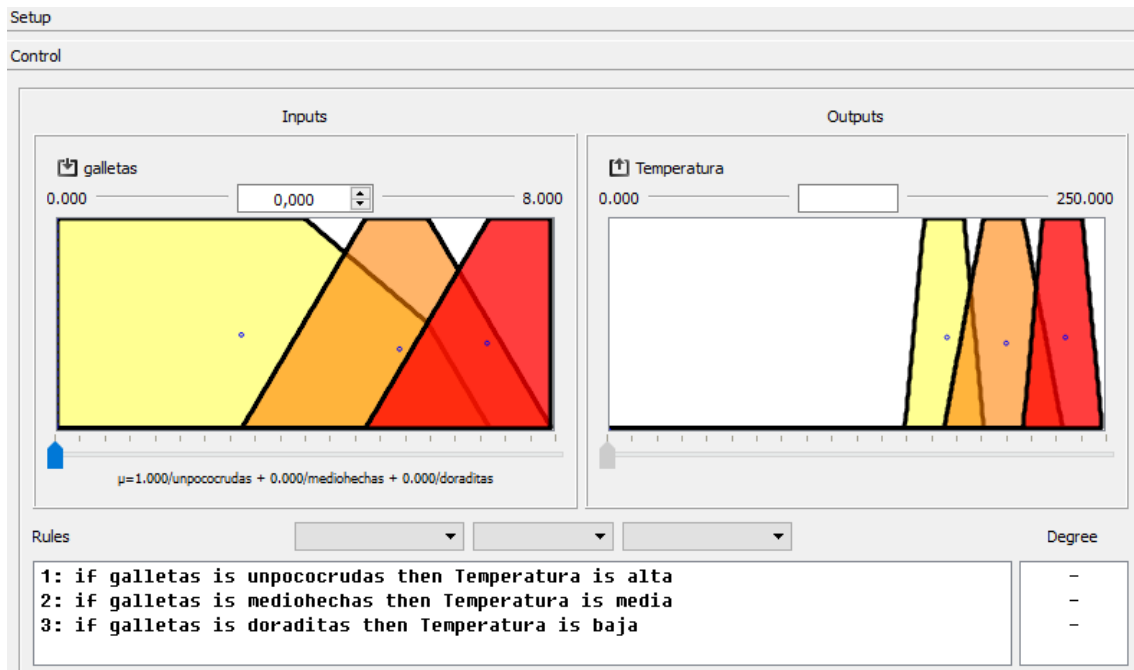 Setup
Control
Inputs
Outputs
galletas
Temperatura
0.000
0,000
8.000
0.000
250.000
μ=1.000/unpococrudas + 0.000/mediohechas + 0.000/doraditas
Rules
Degree
1: if galletas is unpococrudas then Temperatura is alta
2: if galletas is mediohechas then Temperatura is media
3: if galletas is doraditas then Temperatura is baja
–
–
–